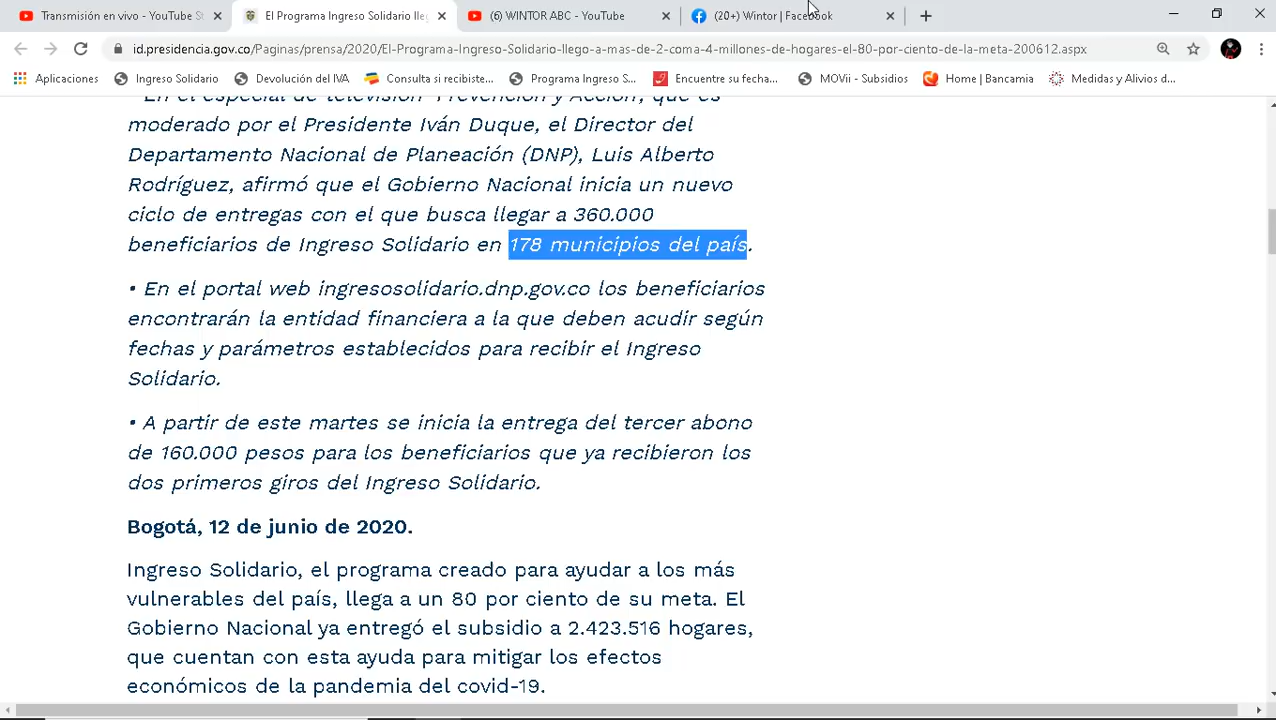 Transmisión en vivo - YouTube St
El Programa Ingreso Solidario lleg
(6) WINTOR ABC - YouTube
(20+) Wintor | Facebook
id.presidencia.gov.co/Paginas/prensa/2020/El-Programa-Ingreso-Solidario-llego-a-mas-de-2-coma-4-millones-de-hogares-el-80-por-ciento-de-la-meta-200612.aspx
Aplicaciones
Ingreso Solidario
Devolución del IVA
Consulta si recibiste...
Programa Ingreso S...
Encuentre su fecha...
MOVii - Subsidios
Home | Bancamia
Medidas y Alivios d...
• En el especial de televisión 'Prevención y Acción', que es
moderado por el Presidente Iván Duque, el Director del
Departamento Nacional de Planeación (DNP), Luis Alberto
Rodríguez, afirmó que el Gobierno Nacional inicia un nuevo
ciclo de entregas con el que busca llegar a 360.000
beneficiarios de Ingreso Solidario en 178 municipios del país.
• En el portal web ingresosolidario.dnp.gov.co los beneficiarios
encontrarán la entidad financiera a la que deben acudir según
fechas y parámetros establecidos para recibir el Ingreso
Solidario.
• A partir de este martes se inicia la entrega del tercer abono
de 160.000 pesos para los beneficiarios que ya recibieron los
dos primeros giros del Ingreso Solidario.
Bogotá, 12 de junio de 2020.
Ingreso Solidario, el programa creado para ayudar a los más
vulnerables del país, llega a un 80 por ciento de su meta. El
Gobierno Nacional ya entregó el subsidio a 2.423.516 hogares,
que cuentan con esta ayuda para mitigar los efectos
económicos de la pandemia del covid-19.